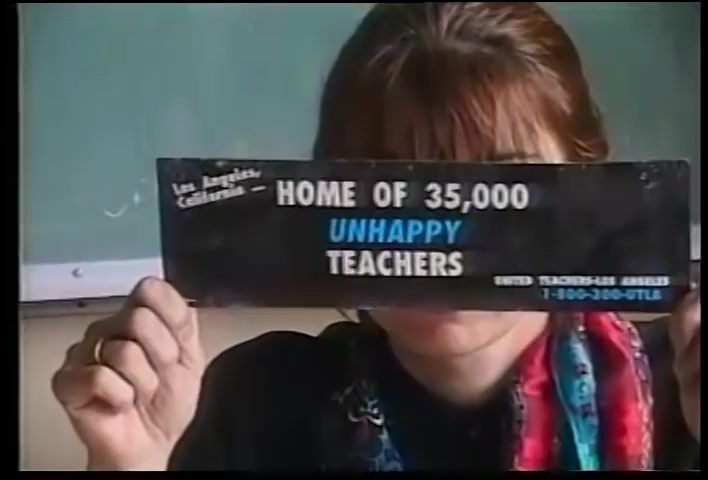 Los Angeles,
California —
HOME OF 35,000
UNHAPPY
TEACHERS
UNITED TEACHERS-LOS ANGELES
1-800-300-UTLA